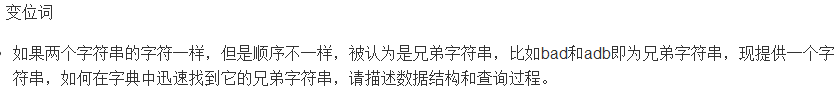 变位词
如果两个字符串的字符一样，但是顺序不一样，被认为是兄弟字符串，比如bad和adb即为兄弟字符串，现提供一个字
符串，如何在字典中迅速找到它的兄弟字符串，请描述数据结构和查询过程。